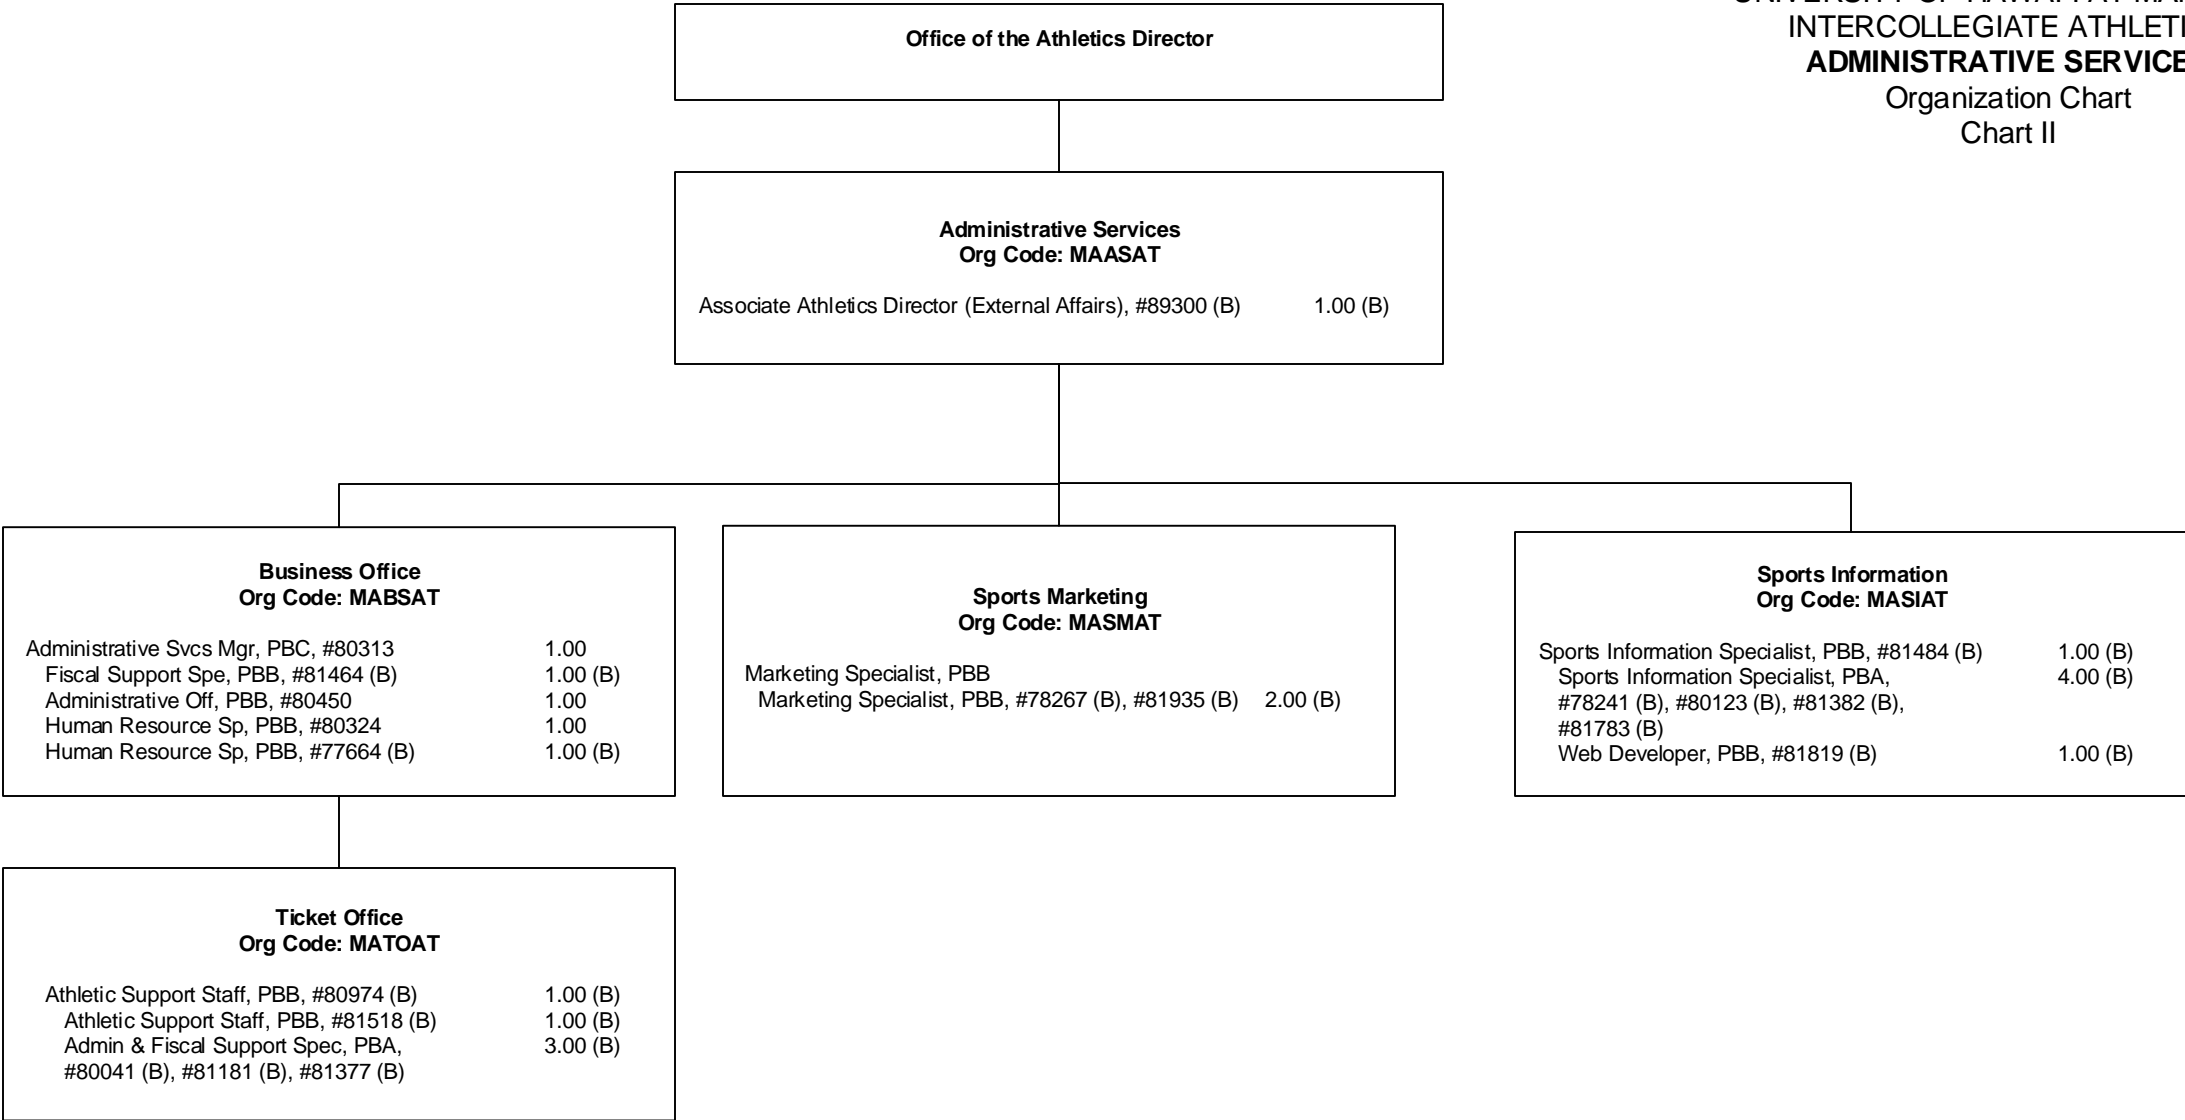 INTERCOLLEGIATE
ADMINISTRATIVE
Organization Chart
Chart II
Office of the Athletics Director
Administrative Services
Org Code: MAASAT
Associate Athletics Director (External Affairs), #89300 (B) 1.00 (B)
Business Office
Org Code: MABSAT
Administrative Svcs Mgr, PBC, #80313 1.00
Fiscal Support Spe, PBB, #81464 (B) 1.00 (B)
Administrative Off, PBB, #80450 1.00
Human Resource Sp, PBB, #80324 1.00
Human Resource Sp, PBB, #77664 (B) 1.00 (B)
Sports Marketing
Org Code: MASMAT
Marketing Specialist, PBB
Marketing Specialist, PBB, #78267 (B), #81935 (B) 2.00 (B)
Sports Information
Org Code: MASIAT
Sports Information Specialist, PBB, #81484 (B) 1.00 (B)
Sports Information Specialist, PBA, 4.00 (B)
#78241 (B), #80123 (B), #81382 (B),
#81783 (B)
Web Developer, PBB, #81819 (B) 1.00 (B)
Ticket Office
Org Code: MATOAT
Athletic Support Staff, PBB, #80974 (B) 1.00 (B)
Athletic Support Staff, PBB, #81518 (B) 1.00 (B)
Admin & Fiscal Support Spec, PBA, 3.00 (B)
#80041 (B), #81181 (B), #81377 (B)